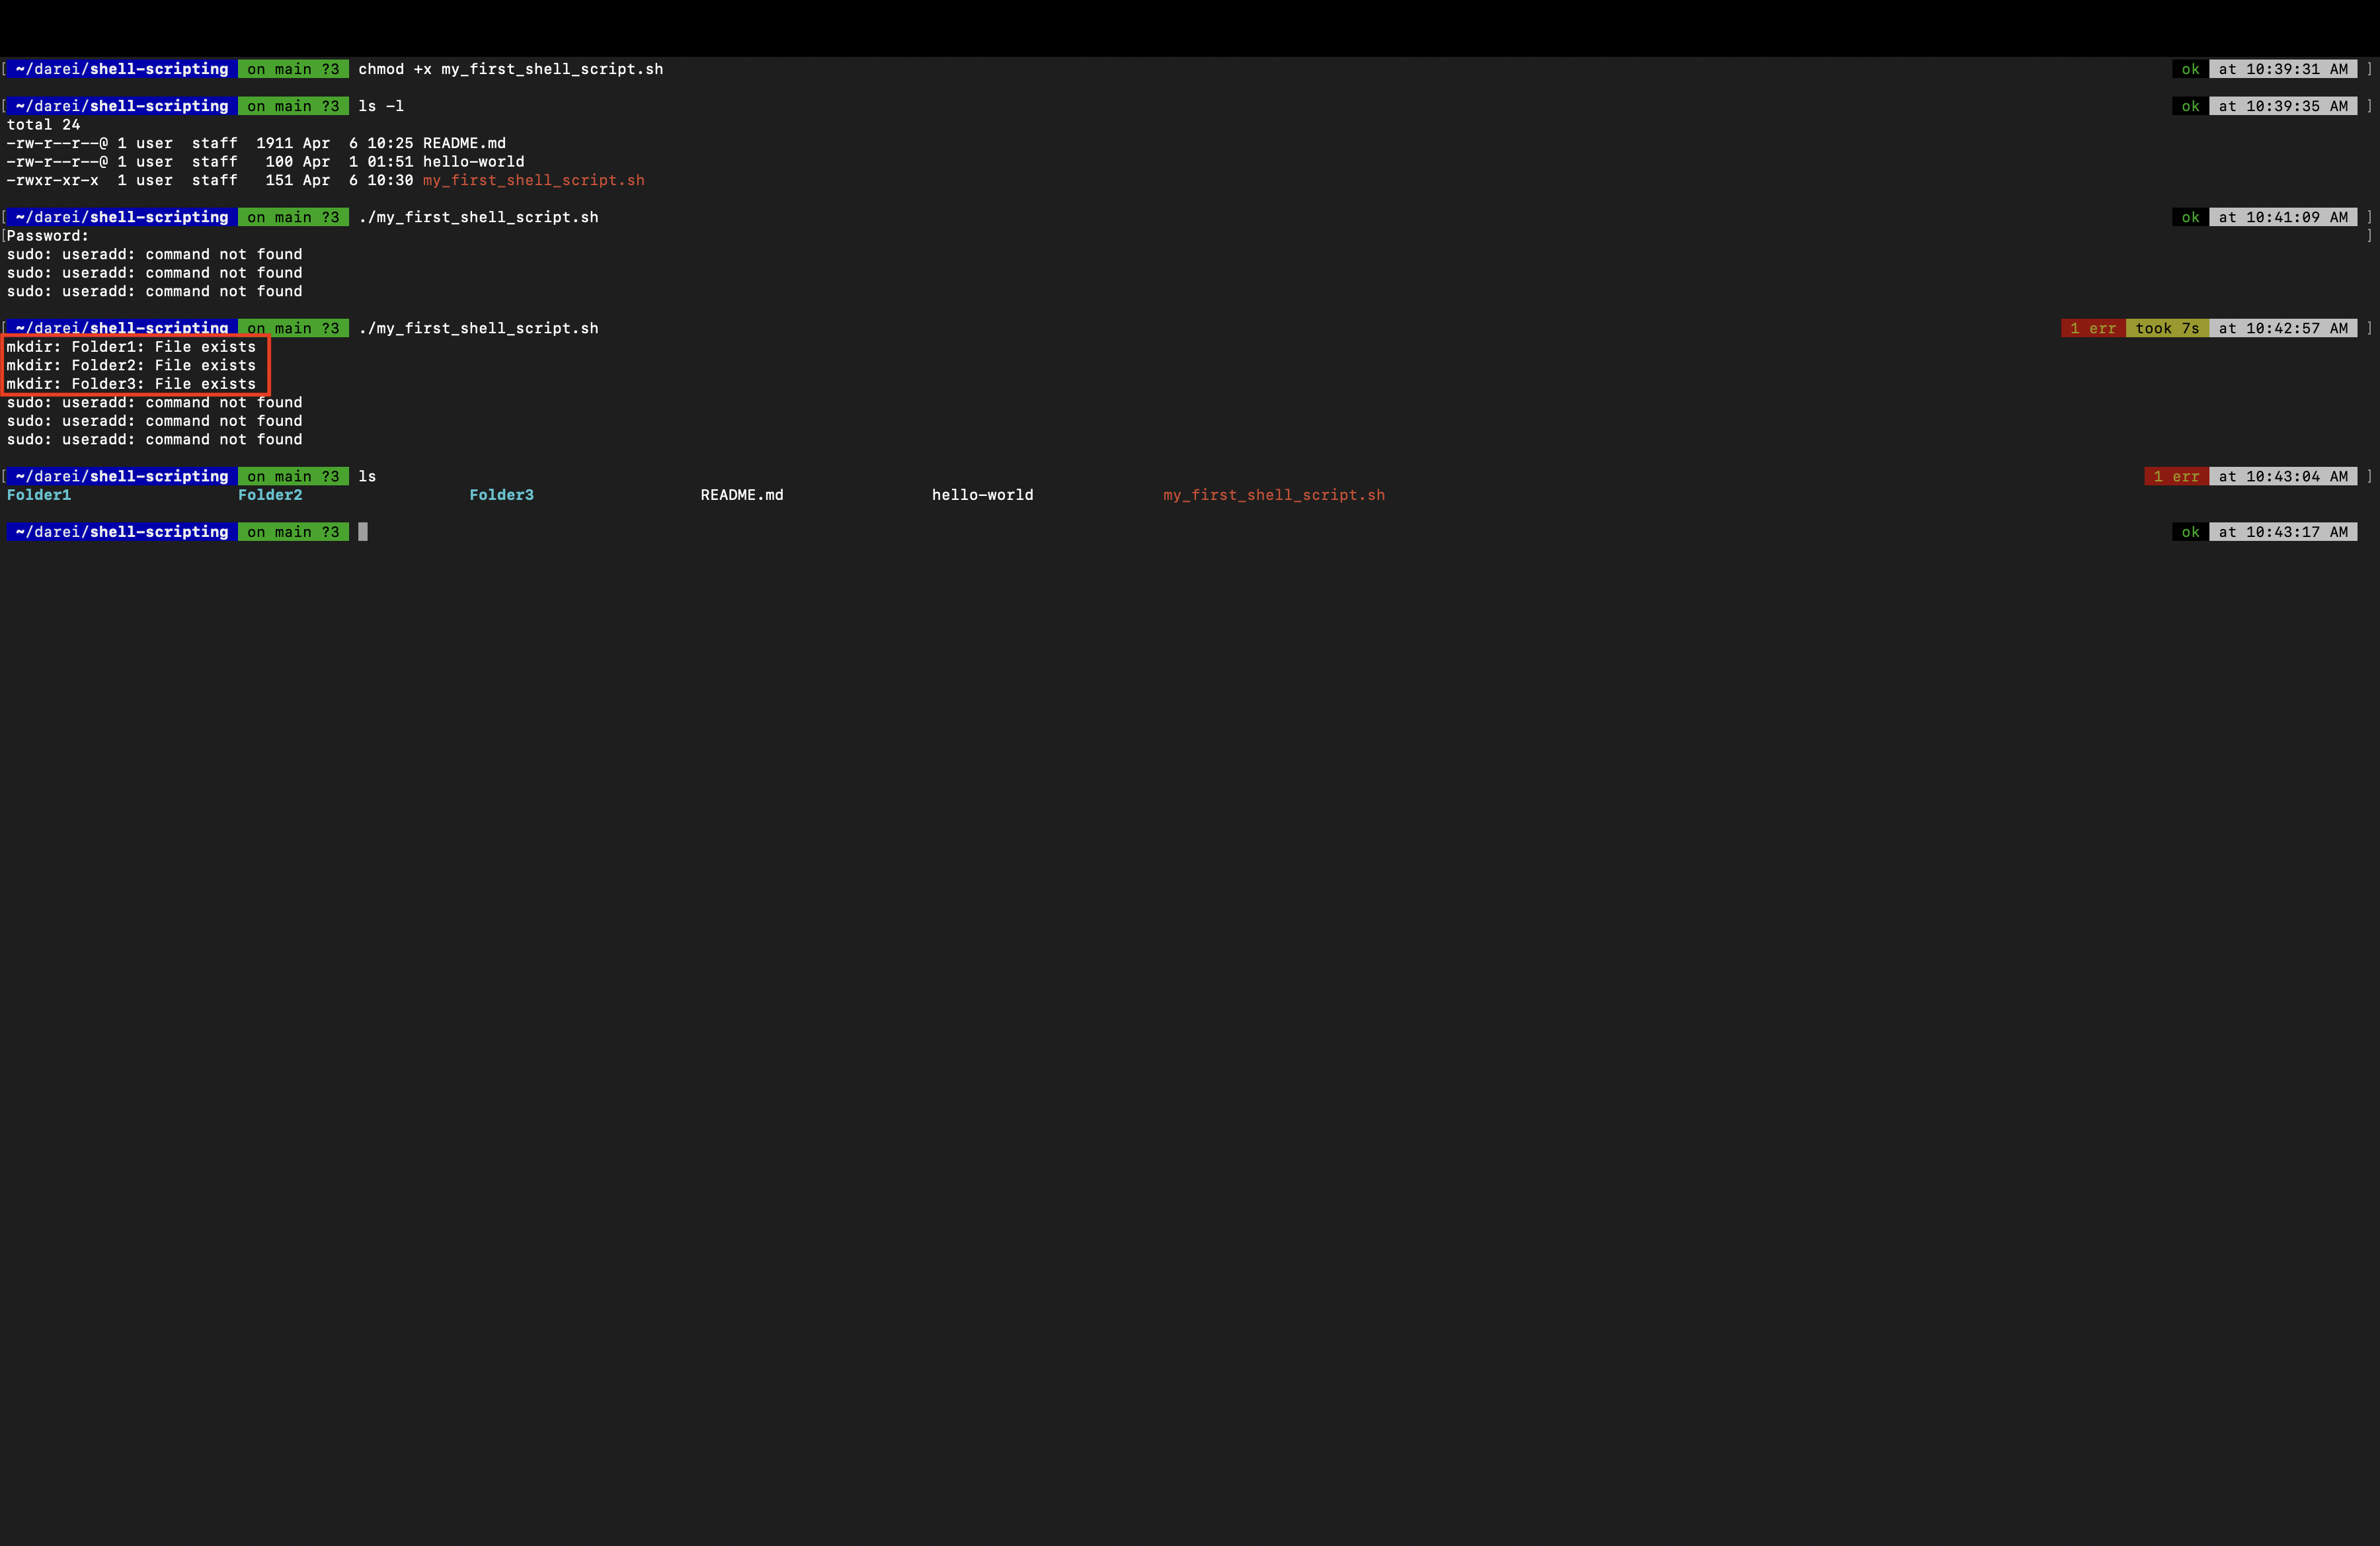 [ ~/darei/shell-scripting on main ?3 chmod +x my_first_shell_script.sh ok at 10:39:31 AM ]
[ ~/darei/shell-scripting on main ?3 ls -l ok at 10:39:35 AM ]
total 24
-rw-r--r--@ 1 user  staff  1911 Apr  6 10:25 README.md
-rw-r--r--@ 1 user  staff   100 Apr  1 01:51 hello-world
-rwxr-xr-x  1 user  staff   151 Apr  6 10:30 my_first_shell_script.sh
[ ~/darei/shell-scripting on main ?3 ./my_first_shell_script.sh ok at 10:41:09 AM ]
[Password: ]
sudo: useradd: command not found
sudo: useradd: command not found
sudo: useradd: command not found
[ ~/darei/shell-scripting on main ?3 ./my_first_shell_script.sh 1 err took 7s at 10:42:57 AM ]
mkdir: Folder1: File exists
mkdir: Folder2: File exists
mkdir: Folder3: File exists
sudo: useradd: command not found
sudo: useradd: command not found
sudo: useradd: command not found
[ ~/darei/shell-scripting on main ?3 ls 1 err at 10:43:04 AM ]
Folder1 Folder2 Folder3 README.md hello-world my_first_shell_script.sh
~/darei/shell-scripting on main ?3 ok at 10:43:17 AM